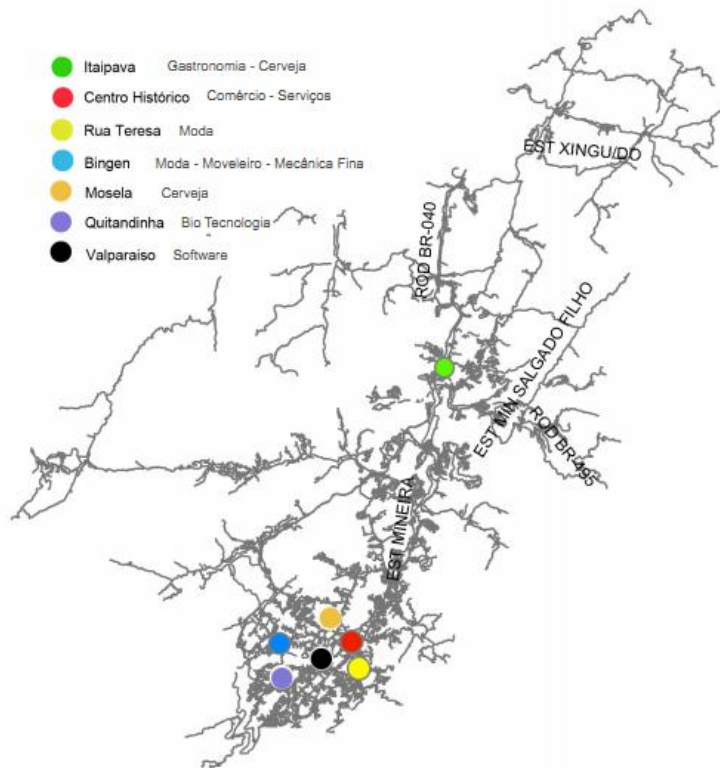 Itaipava Gastronomia - Cerveja
Centro Histórico Comércio - Serviços
Rua Teresa Moda
Bingen Moda - Moveleiro - Mecânica Fina
Mosela Cerveja
Quitandinha Bio Tecnologia
Valparaiso Software
EST XINGU/DO
ROD BR-040
EST MIN SALGADO FILHO
ROD BR-495
EST MINEIRA